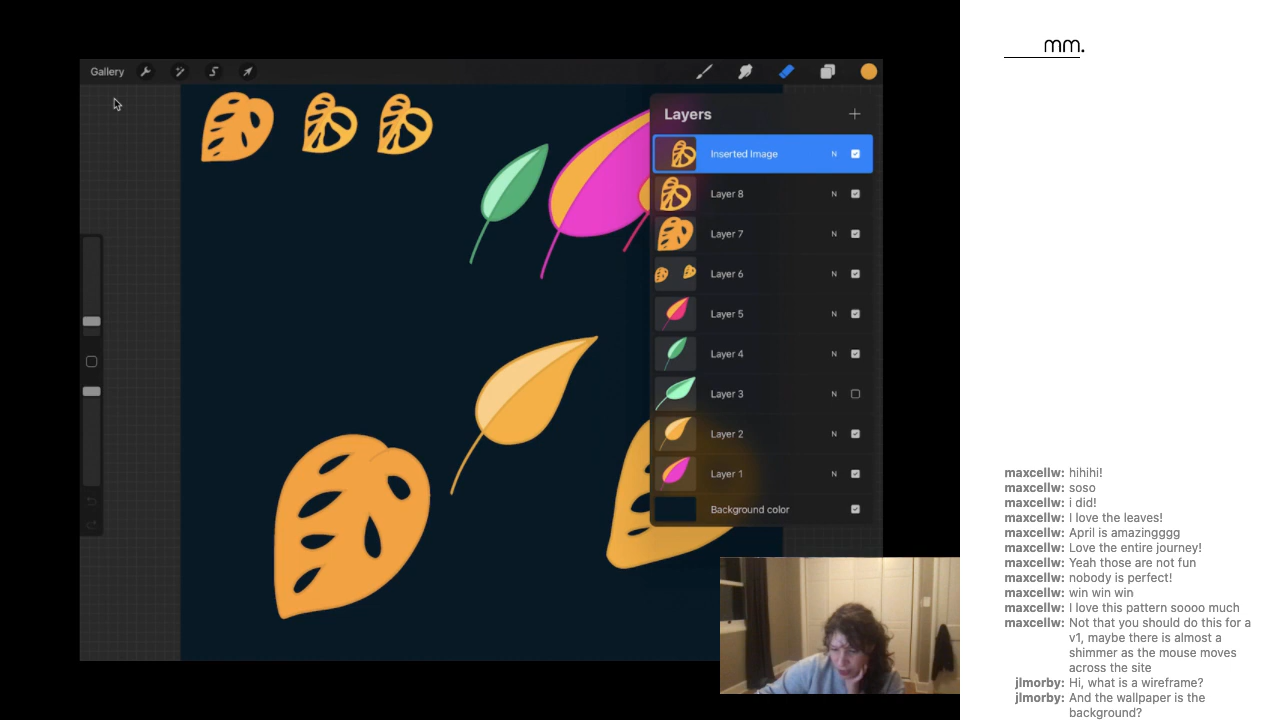 mm.
Gallery
Layers
Inserted Image N
Layer 8 N
Layer 7 N
Layer 6 N
Layer 5 N
Layer 4 N
Layer 3 N
Layer 2 N
Layer 1 N
Background color
maxcellw: hihihi!
maxcellw: soso
maxcellw: i did!
maxcellw: I love the leaves!
maxcellw: April is amazingggg
maxcellw: Love the entire journey!
maxcellw: Yeah those are not fun
maxcellw: nobody is perfect!
maxcellw: win win win
maxcellw: I love this pattern soooo much
maxcellw: Not that you should do this for a
v1, maybe there is almost a
shimmer as the mouse moves
across the site
jlmorby: Hi, what is a wireframe?
jlmorby: And the wallpaper is the
background?